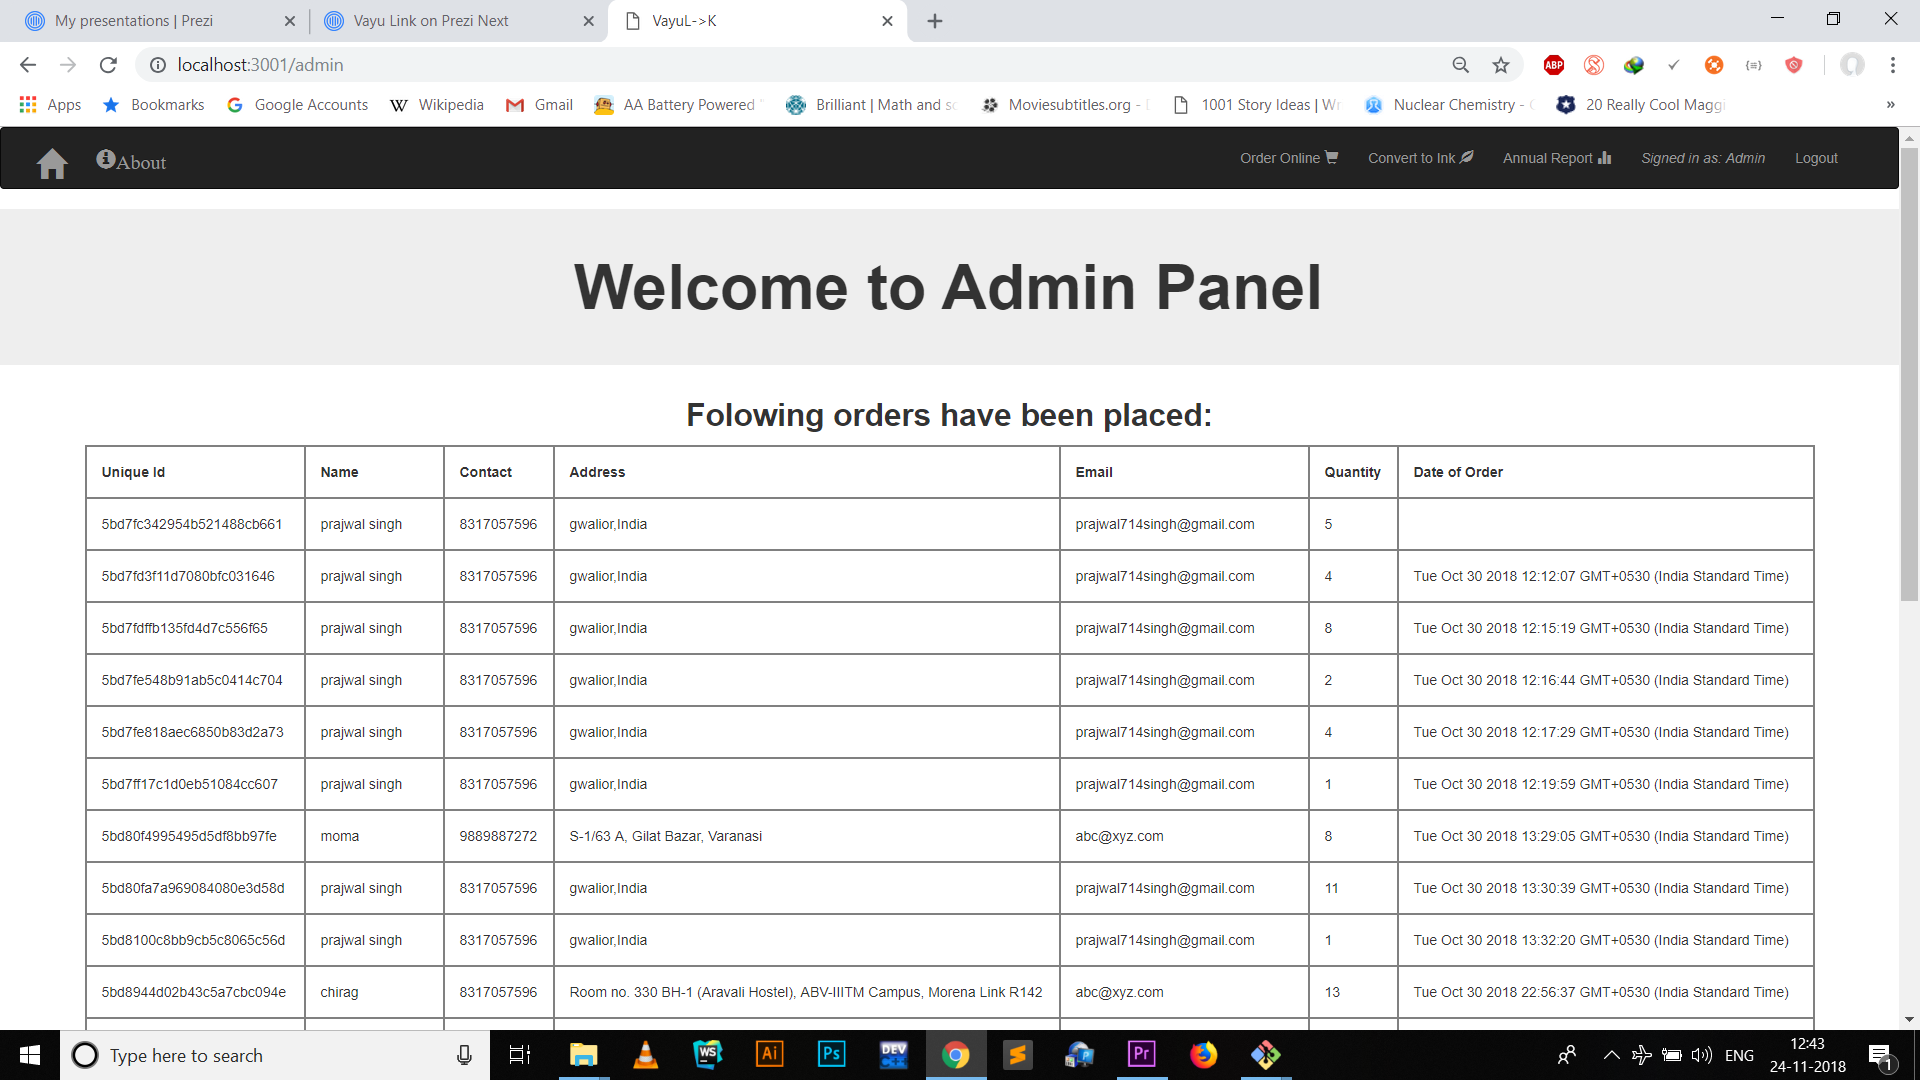 My presentations | Prezi
Vayu Link on Prezi Next
VayuL->K
localhost:3001/admin
ABP
Apps
Bookmarks
Google Accounts
Wikipedia
Gmail
AA Battery Powered
Brilliant | Math and sc
Moviesubtitles.org -
1001 Story Ideas | Wr
Nuclear Chemistry -
20 Really Cool Maggi
»
About
Order Online
Convert to Ink
Annual Report
Signed in as: Admin
Logout
Welcome to Admin Panel
Folowing orders have been placed:
Unique Id Name Contact Address Email Quantity Date of Order
5bd7fc342954b521488cb661 prajwal singh 8317057596 gwalior,India prajwal714singh@gmail.com 5
5bd7fd3f11d7080bfc031646 prajwal singh 8317057596 gwalior,India prajwal714singh@gmail.com 4 Tue Oct 30 2018 12:12:07 GMT+0530 (India Standard Time)
5bd7fdffb135fd4d7c556f65 prajwal singh 8317057596 gwalior,India prajwal714singh@gmail.com 8 Tue Oct 30 2018 12:15:19 GMT+0530 (India Standard Time)
5bd7fe548b91ab5c0414c704 prajwal singh 8317057596 gwalior,India prajwal714singh@gmail.com 2 Tue Oct 30 2018 12:16:44 GMT+0530 (India Standard Time)
5bd7fe818aec6850b83d2a73 prajwal singh 8317057596 gwalior,India prajwal714singh@gmail.com 4 Tue Oct 30 2018 12:17:29 GMT+0530 (India Standard Time)
5bd7ff17c1d0eb51084cc607 prajwal singh 8317057596 gwalior,India prajwal714singh@gmail.com 1 Tue Oct 30 2018 12:19:59 GMT+0530 (India Standard Time)
5bd80f4995495d5df8bb97fe moma 9889887272 S-1/63 A, Gilat Bazar, Varanasi abc@xyz.com 8 Tue Oct 30 2018 13:29:05 GMT+0530 (India Standard Time)
5bd80fa7a969084080e3d58d prajwal singh 8317057596 gwalior,India prajwal714singh@gmail.com 11 Tue Oct 30 2018 13:30:39 GMT+0530 (India Standard Time)
5bd8100c8bb9cb5c8065c56d prajwal singh 8317057596 gwalior,India prajwal714singh@gmail.com 1 Tue Oct 30 2018 13:32:20 GMT+0530 (India Standard Time)
5bd8944d02b43c5a7cbc094e chirag 8317057596 Room no. 330 BH-1 (Aravali Hostel), ABV-IIITM Campus, Morena Link R142 abc@xyz.com 13 Tue Oct 30 2018 22:56:37 GMT+0530 (India Standard Time)
Type here to search
WS
Ai
Ps
DEV
Pr
ENG
12:43
24-11-2018
1